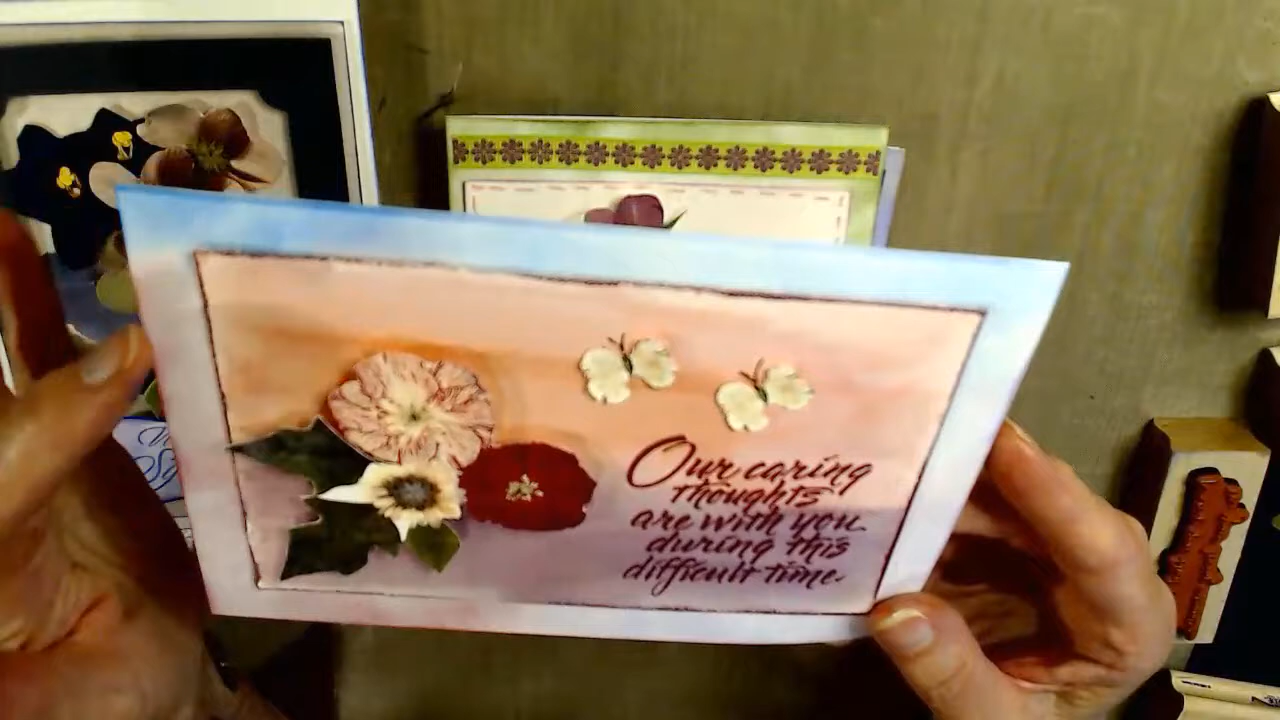 Our caring
thoughts
are with you
during this
difficult time.